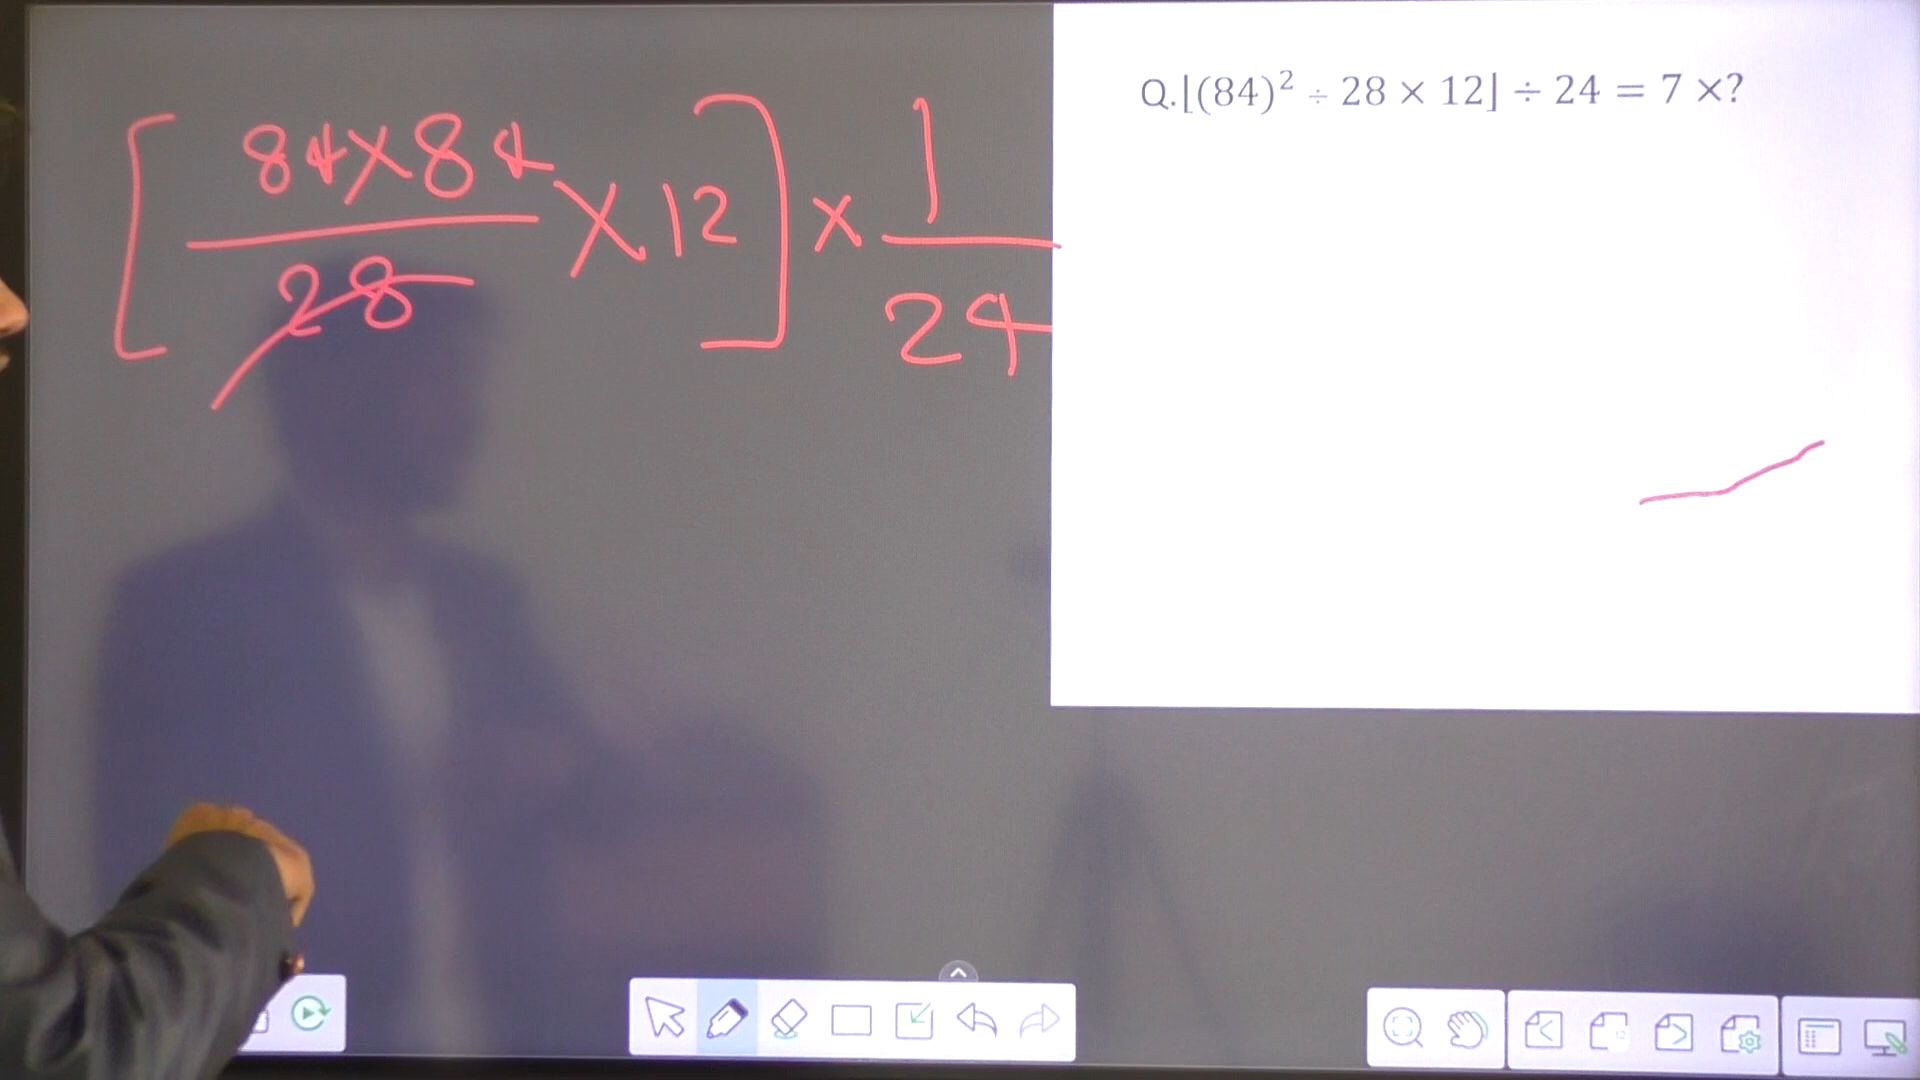 [ 84×84 / 28 × 12 ] × 1 / 24
Q.⌊(84)² ÷ 28 × 12⌋ ÷ 24 = 7 ×?